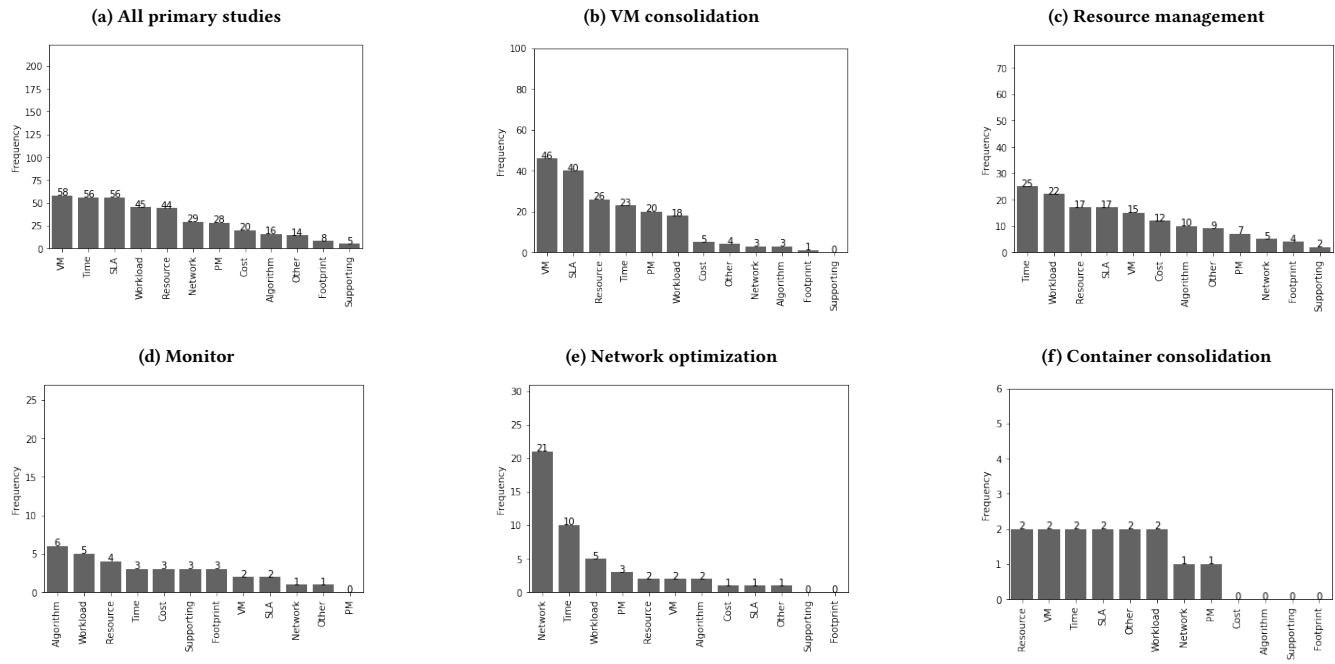 (a) All primary studies
Frequency
200
175
150
125
100
75
50
25
0
58
56
56
45
44
29
28
20
16
14
8
5
VM
Time
SLA
Workload
Resource
Network
PM
Cost
Algorithm
Other
Footprint
Supporting
(b) VM consolidation
Frequency
100
80
60
40
20
0
46
40
26
23
20
18
5
4
3
3
1
0
VM
SLA
Resource
Time
PM
Workload
Cost
Other
Network
Algorithm
Footprint
Supporting
(c) Resource management
Frequency
70
60
50
40
30
20
10
0
25
22
17
17
15
12
10
9
7
5
4
2
Time
Workload
Resource
SLA
VM
Cost
Algorithm
Other
PM
Network
Footprint
Supporting
(d) Monitor
Frequency
25
20
15
10
5
0
6
5
4
3
3
3
3
2
2
1
1
0
Algorithm
Workload
Resource
Time
Cost
Supporting
Footprint
VM
SLA
Network
Other
PM
(e) Network optimization
Frequency
30
25
20
15
10
5
0
21
10
5
3
2
2
2
1
1
1
0
0
Network
Time
Workload
PM
Resource
VM
Algorithm
Cost
SLA
Other
Supporting
Footprint
(f) Container consolidation
Frequency
6
5
4
3
2
1
0
2
2
2
2
2
2
1
1
0
0
0
0
Resource
VM
Time
SLA
Other
Workload
Network
PM
Cost
Algorithm
Supporting
Footprint